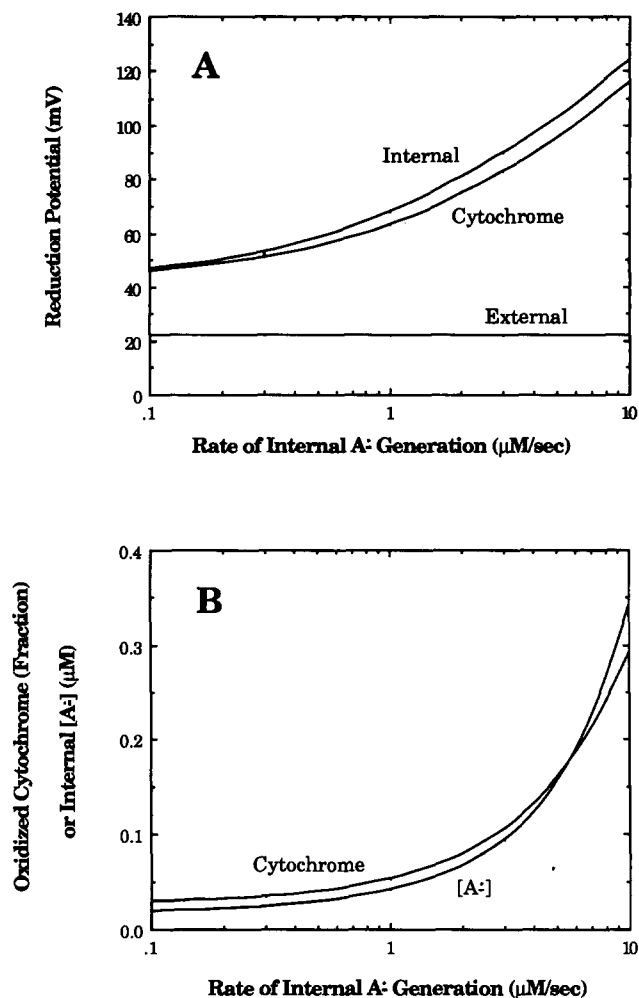 A
140
120
100
80
60
40
20
0
Reduction Potential (mV)
Internal
Cytochrome
External
.1
1
10
Rate of Internal A∸ Generation (µM/sec)
B
0.4
0.3
0.2
0.1
0.0
Oxidized Cytochrome (Fraction)
or Internal [A∸] (µM)
Cytochrome
[A∸]
.1
1
10
Rate of Internal A∸ Generation (µM/sec)